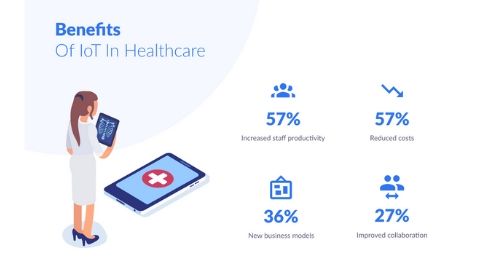 Benefits
Of IoT In Healthcare
57%
Increased staff productivity
57%
Reduced costs
36%
New business models
27%
Improved collaboration